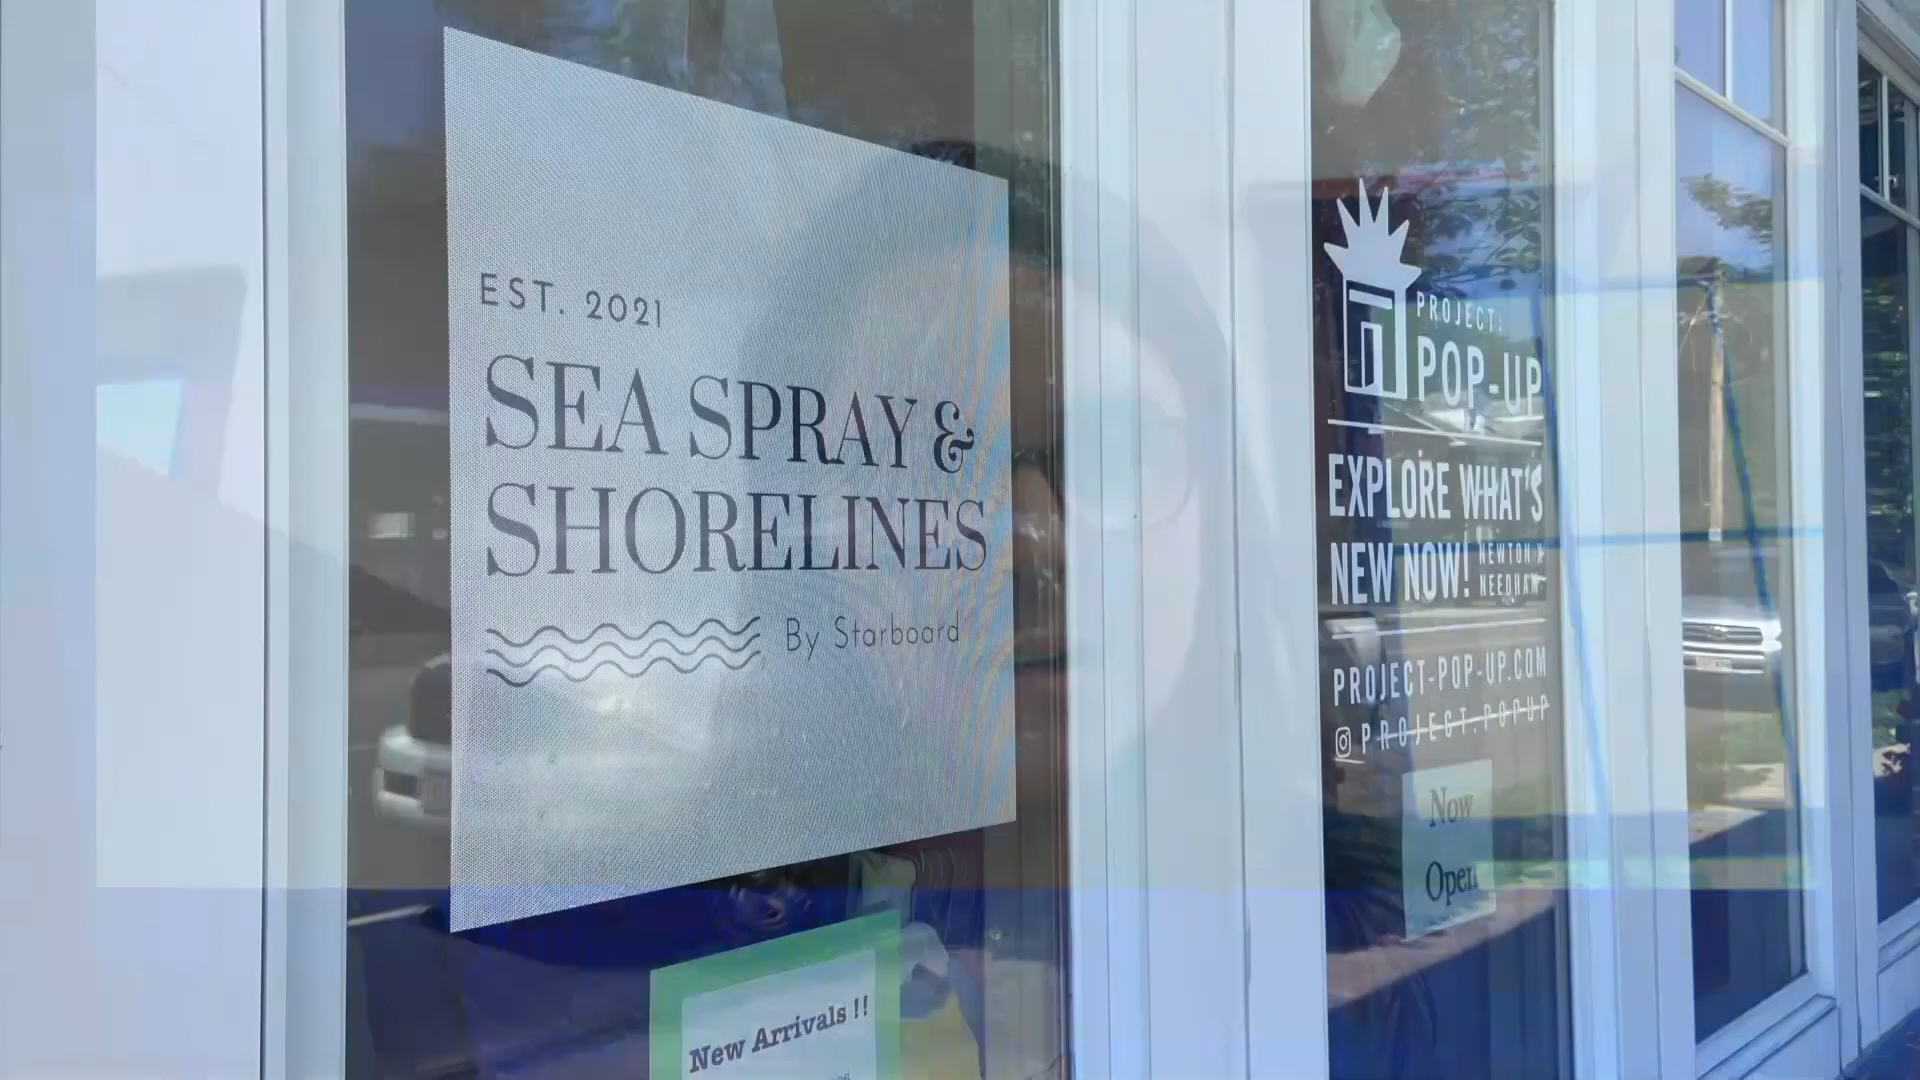 EST. 2021
SEA SPRAY &
SHORELINES
By Starboard
New Arrivals !!
PROJECT:
POP-UP
EXPLORE WHAT'S
NEW NOW! NEWTON X
NEEDHAM
PROJECT-POP-UP.COM
PROJECT.POPUP
Now
Open